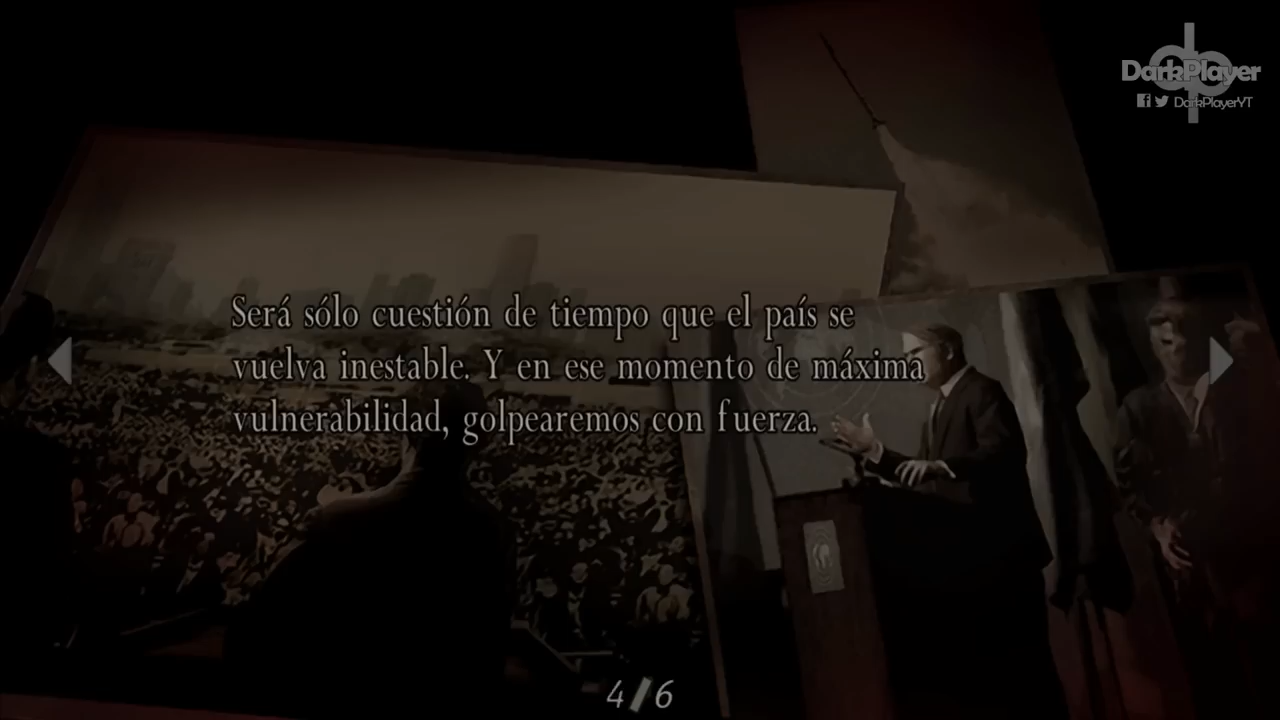 DarkPlayer
DarkPlayerYT
Será sólo cuestión de tiempo que el país se
vuelva inestable. Y en ese momento de máxima
vulnerabilidad, golpearemos con fuerza.
4/6